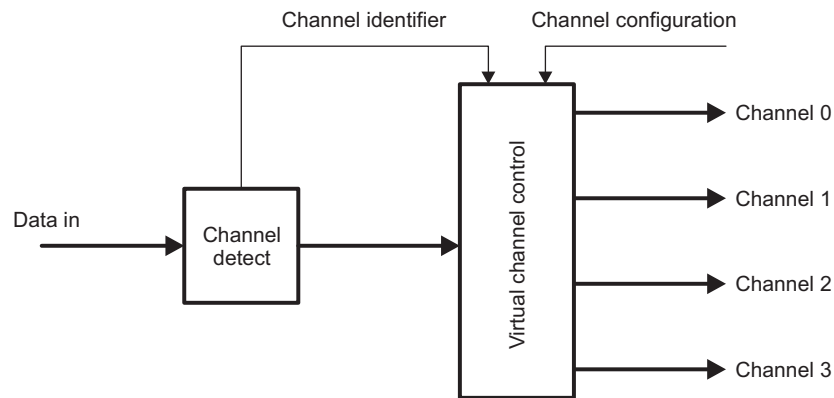 Channel identifier
Channel configuration
Channel 0
Channel 1
Data in
Channel
detect
Virtual channel control
Channel 2
Channel 3